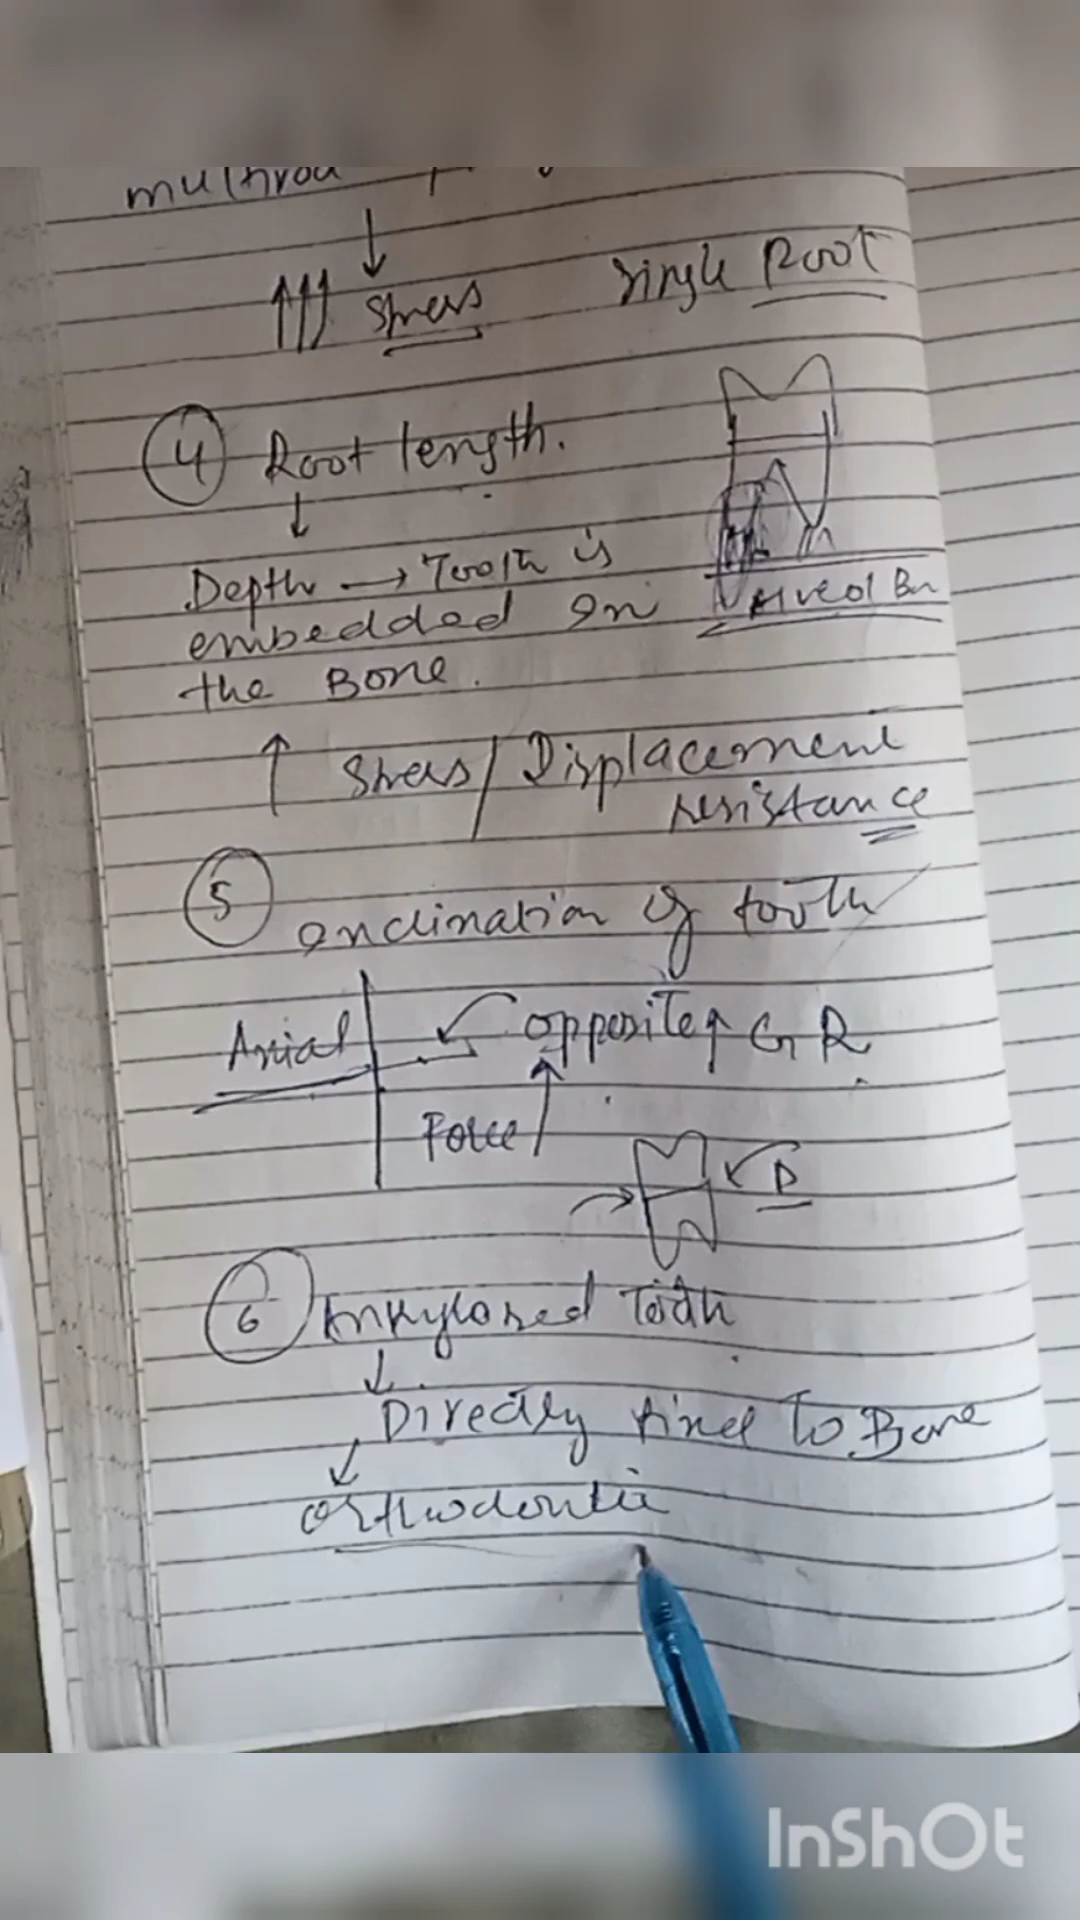 ↓
↑↑↑ Stress
single Root
4 Root length.
↓
Depth → Tooth is
embedded in
the Bone.
Alveol Bn
↑ Stress/Displacement
resistance
5 inclination of tooth
Axial
opposite
G R
Force ↑
D
6 Ankylosed Tooth
↓
Directly fixed to Bone
↓
orthodontic
InShOt